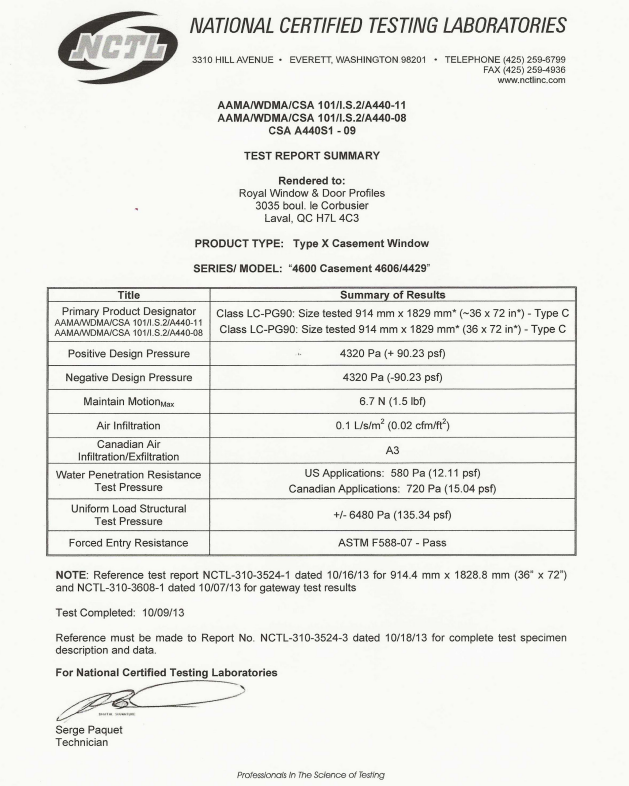 NCTL
NATIONAL CERTIFIED TESTING LABORATORIES
3310 HILL AVENUE • EVERETT, WASHINGTON 98201 • TELEPHONE (425) 259-6799
FAX (425) 259-4936
www.nctlinc.com
AAMA/WDMA/CSA 101/I.S.2/A440-11
AAMA/WDMA/CSA 101/I.S.2/A440-08
CSA A440S1 - 09
TEST REPORT SUMMARY
Rendered to:
Royal Window & Door Profiles
3035 boul. le Corbusier
Laval, QC H7L 4C3
PRODUCT TYPE: Type X Casement Window
SERIES/ MODEL: “4600 Casement 4606/4429”
Title Summary of Results
Primary Product Designator
AAMA/WDMA/CSA 101/I.S.2/A440-11
AAMA/WDMA/CSA 101/I.S.2/A440-08
Class LC-PG90: Size tested 914 mm x 1829 mm* (~36 x 72 in*) - Type C
Class LC-PG90: Size tested 914 mm x 1829 mm* (36 x 72 in*) - Type C
Positive Design Pressure 4320 Pa (+ 90.23 psf)
Negative Design Pressure 4320 Pa (-90.23 psf)
Maintain MotionMax 6.7 N (1.5 lbf)
Air Infiltration 0.1 L/s/m² (0.02 cfm/ft²)
Canadian Air
Infiltration/Exfiltration
A3
Water Penetration Resistance
Test Pressure
US Applications: 580 Pa (12.11 psf)
Canadian Applications: 720 Pa (15.04 psf)
Uniform Load Structural
Test Pressure
+/- 6480 Pa (135.34 psf)
Forced Entry Resistance ASTM F588-07 - Pass
NOTE: Reference test report NCTL-310-3524-1 dated 10/16/13 for 914.4 mm x 1828.8 mm (36” x 72”)
and NCTL-310-3608-1 dated 10/07/13 for gateway test results
Test Completed: 10/09/13
Reference must be made to Report No. NCTL-310-3524-3 dated 10/18/13 for complete test specimen
description and data.
For National Certified Testing Laboratories
Serge Paquet
Technician
Professionals In The Science of Testing